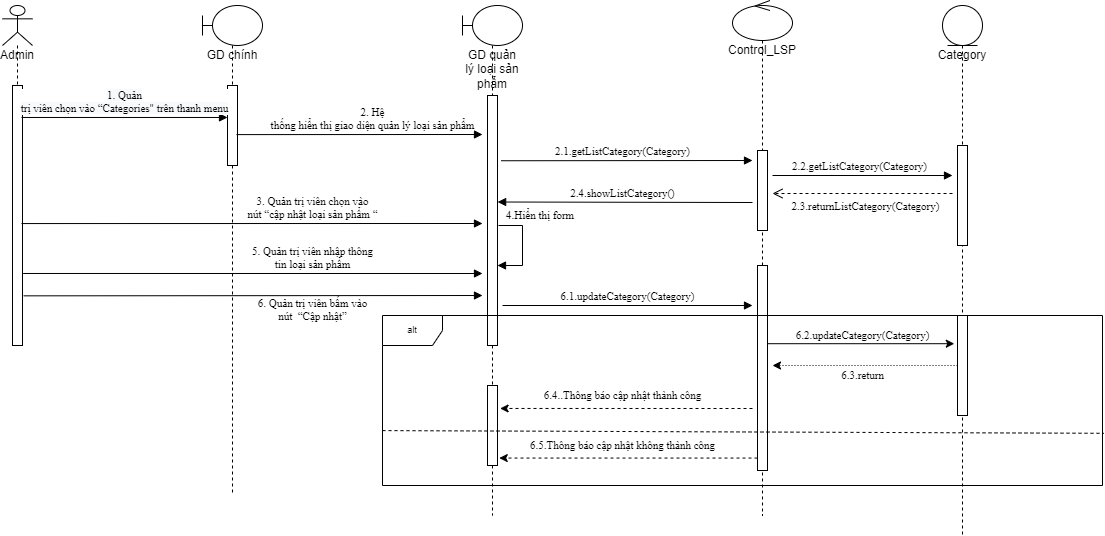 Admin
GD chính
GD quản
lý loại sản
phẩm
Control_LSP
Category
1. Quản
trị viên chọn vào “Categories” trên thanh menu
2. Hệ
thống hiển thị giao diện quản lý loại sản phẩm
2.1.getListCategory(Category)
2.2.getListCategory(Category)
2.4.showListCategory()
2.3.returnListCategory(Category)
3. Quản trị viên chọn vào
nút “cập nhật loại sản phẩm “
4.Hiển thị form
5. Quản trị viên nhập thông
tin loại sản phẩm
6. Quản trị viên bấm vào
nút “Cập nhật”
6.1.updateCategory(Category)
alt
6.2.updateCategory(Category)
6.3.return
6.4..Thông báo cập nhật thành công
6.5.Thông báo cập nhật không thành công